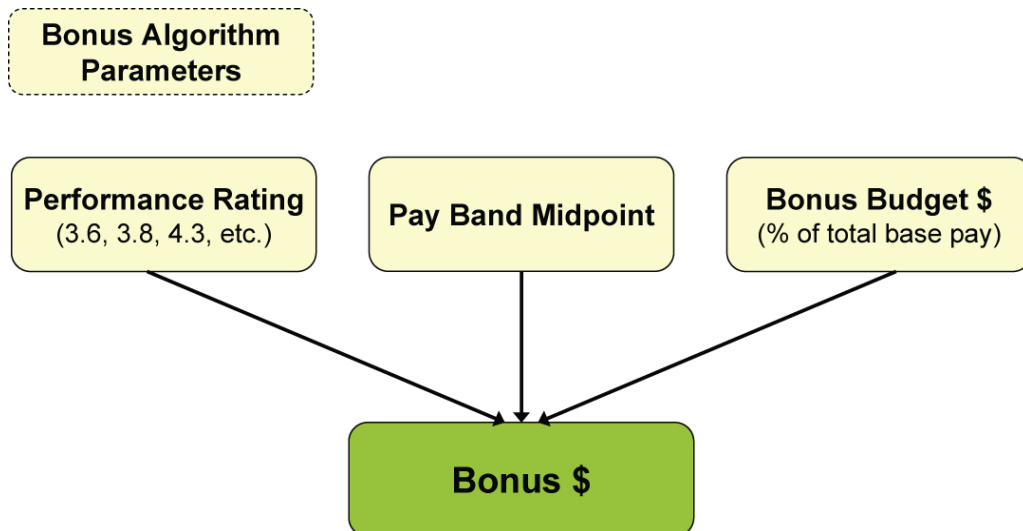 Bonus Algorithm
Parameters
Performance Rating
(3.6, 3.8, 4.3, etc.)
Pay Band Midpoint
Bonus Budget $
(% of total base pay)
Bonus $